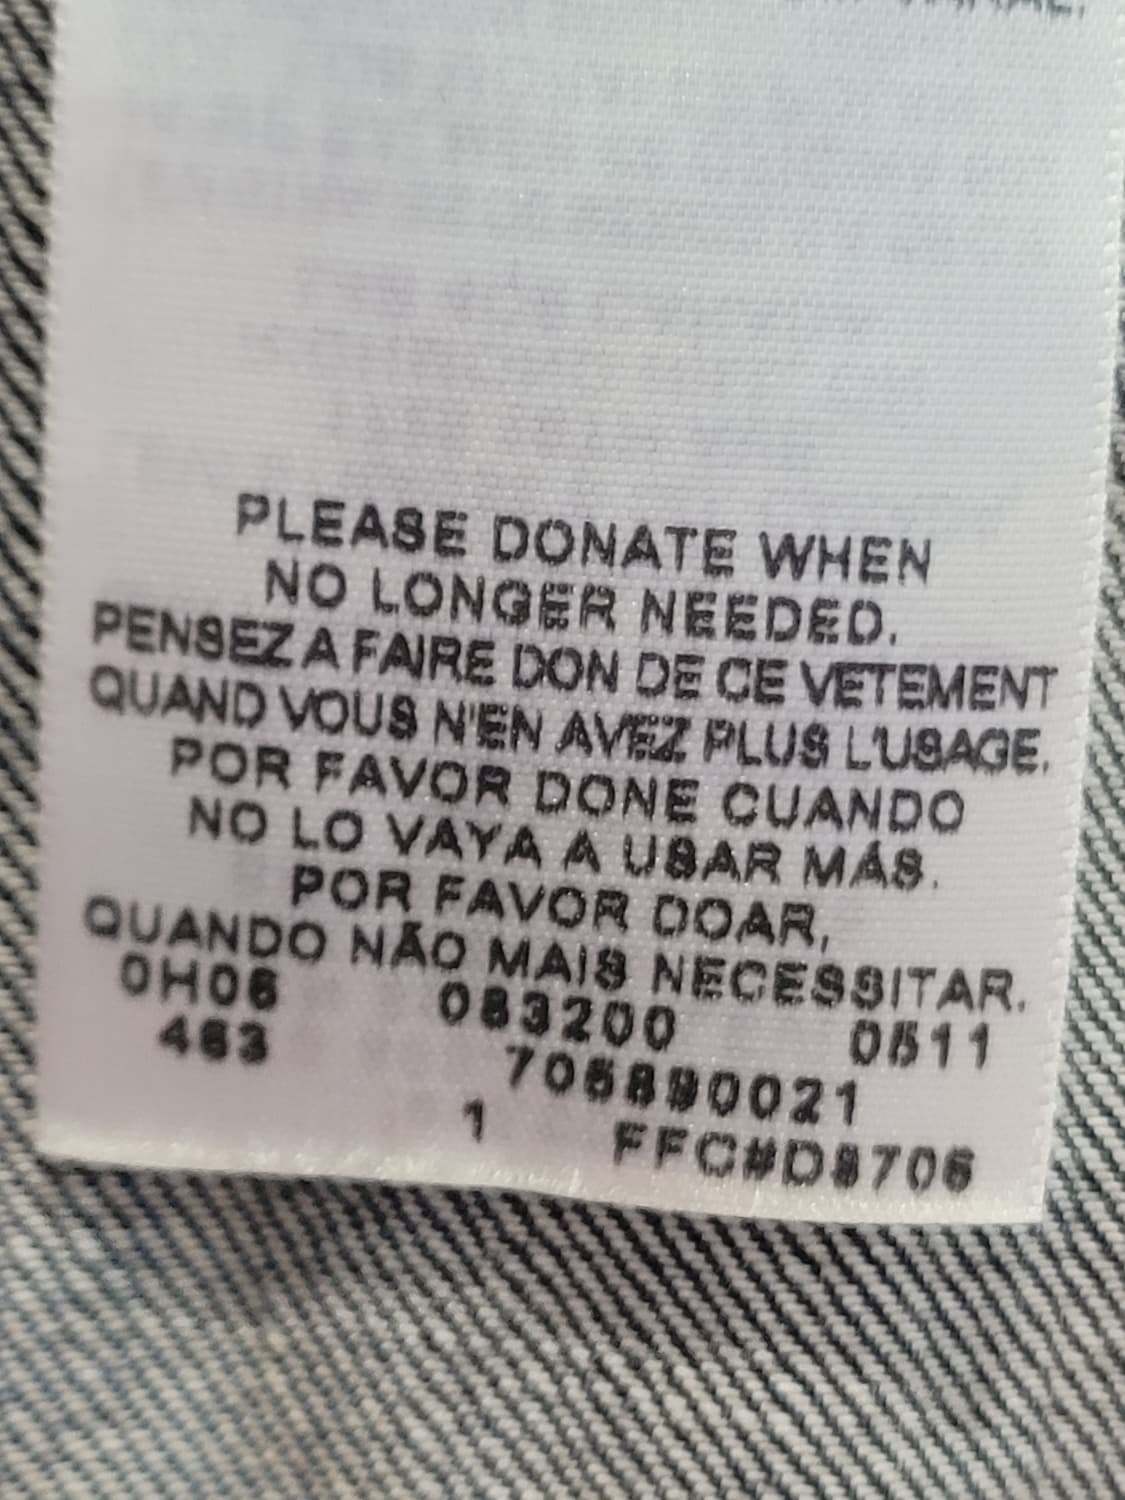 PLEASE DONATE WHEN
NO LONGER NEEDED.
PENSEZ A FAIRE DON DE CE VETEMENT
QUAND VOUS N'EN AVEZ PLUS L'USAGE.
POR FAVOR DONE CUANDO
NO LO VAYA A USAR MÁS.
POR FAVOR DOAR,
QUANDO NÃO MAIS NECESSITAR.
0H06 083200 0511
463
1 FFC#D8706